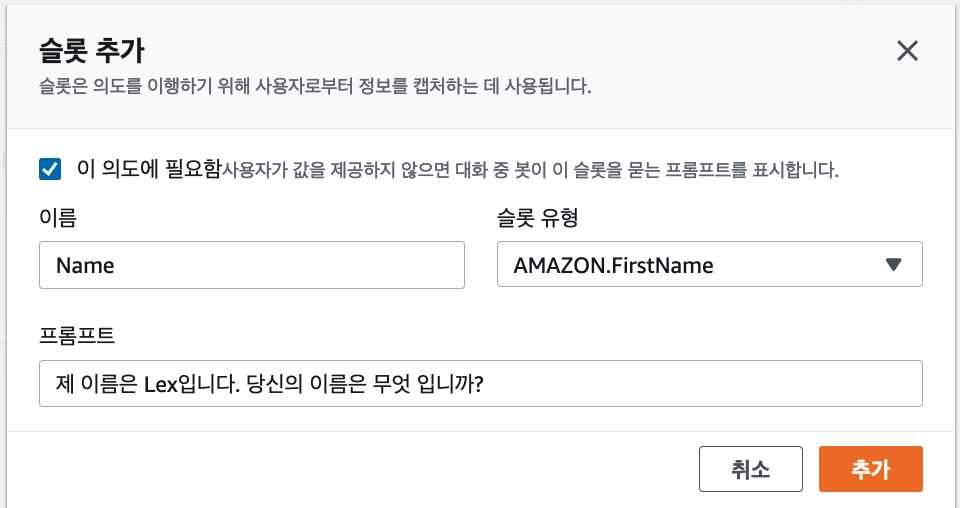 슬롯 추가
슬롯은 의도를 이행하기 위해 사용자로부터 정보를 캡처하는 데 사용됩니다.
이 의도에 필요함사용자가 값을 제공하지 않으면 대화 중 봇이 이 슬롯을 묻는 프롬프트를 표시합니다.
이름
슬롯 유형
Name
AMAZON.FirstName
프롬프트
제 이름은 Lex입니다. 당신의 이름은 무엇 입니까?
취소
추가